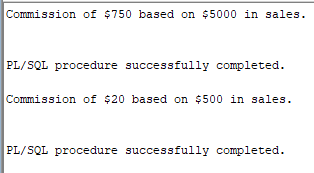 Commission of $750 based on $5000 in sales.
PL/SQL procedure successfully completed.
Commission of $20 based on $500 in sales.
PL/SQL procedure successfully completed.